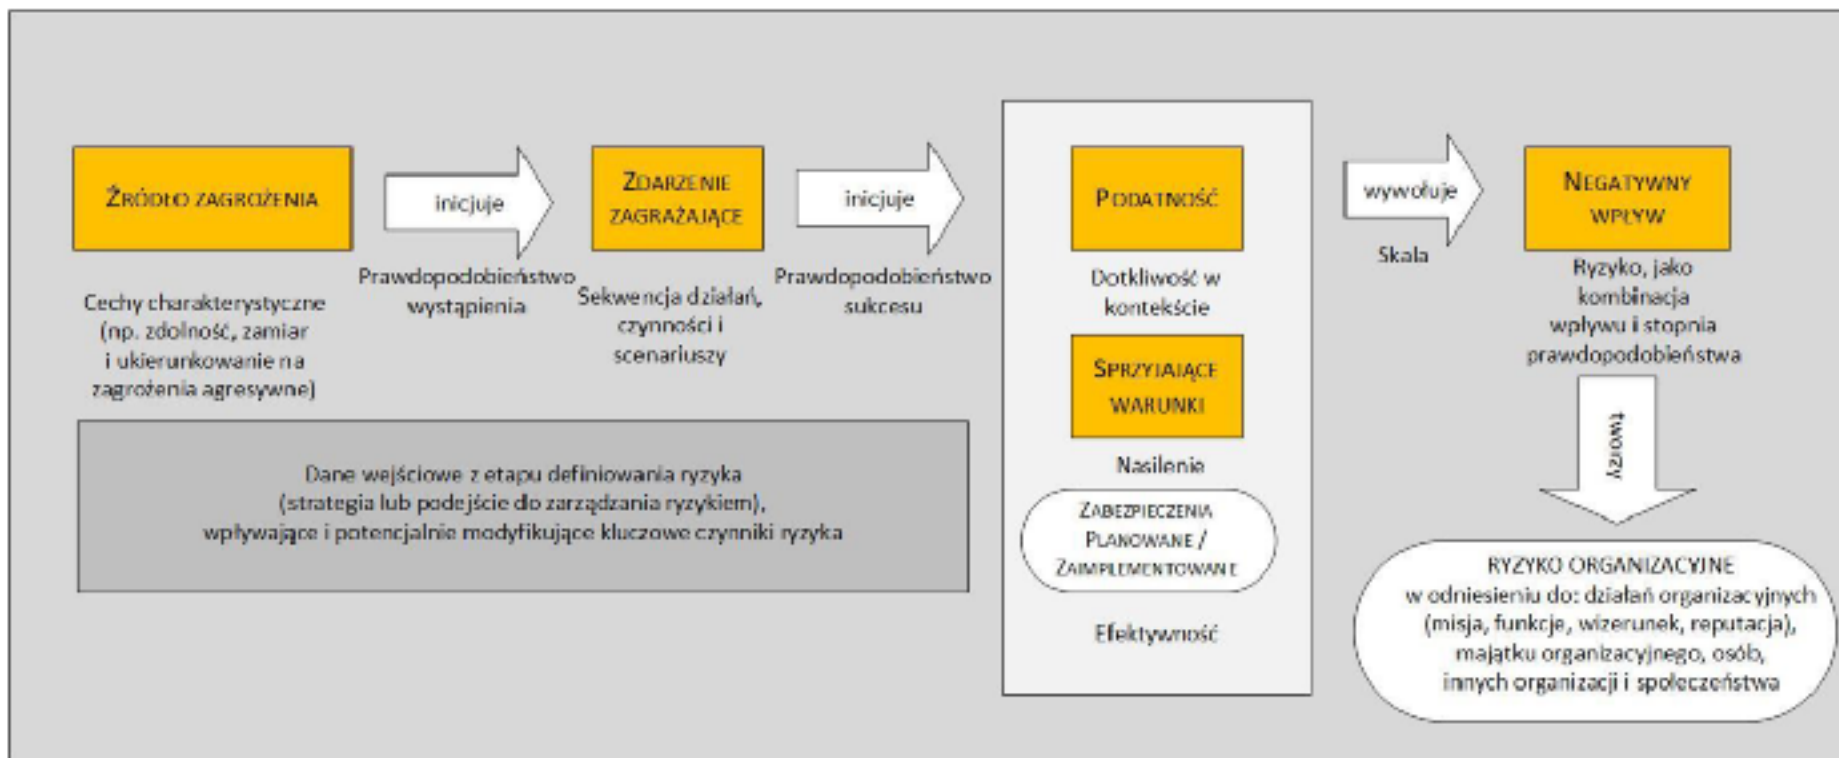 ŹRÓDŁO ZAGROŻENIA
Cechy charakterystyczne
(np. zdolność, zamiar
i ukierunkowanie na
zagrożenia agresywne)
inicjuje
Prawdopodobieństwo
wystąpienia
ZDARZENIE
ZAGRAŻAJĄCE
Sekwencja działań,
czynności i
scenariuszy
inicjuje
Prawdopodobieństwo
sukcesu
Dane wejściowe z etapu definiowania ryzyka
(strategia lub podejście do zarządzania ryzykiem),
wpływające i potencjalnie modyfikujące kluczowe czynniki ryzyka
PODATNOŚĆ
Dotkliwość w
kontekście
SPRZYJAJĄCE
WARUNKI
Nasilenie
ZABEZPIECZENIA
PLANOWANE /
ZAIMPLEMENTOWANE
Efektywność
wywołuje
Skala
NEGATYWNY
WPŁYW
Ryzyko, jako
kombinacja
wpływu i stopnia
prawdopodobieństwa
tworzy
RYZYKO ORGANIZACYJNE
w odniesieniu do: działań organizacyjnych
(misja, funkcje, wizerunek, reputacja),
majątku organizacyjnego, osób,
innych organizacji i społeczeństwa